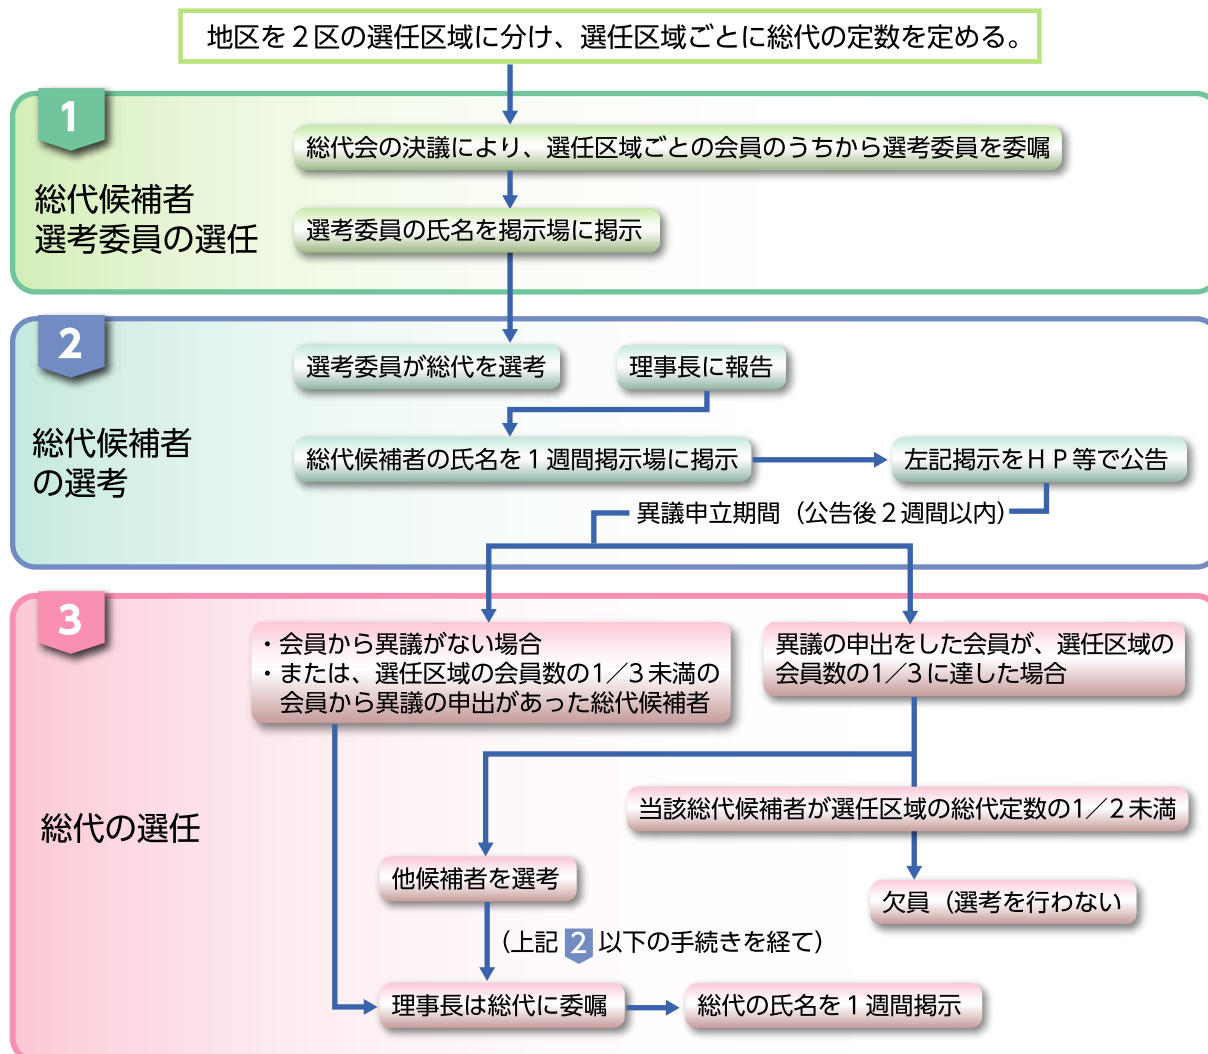 地区を２区の選任区域に分け、選任区域ごとに総代の定数を定める。
1
総代候補者
選考委員の選任
総代会の決議により、選任区域ごとの会員のうちから選考委員を委嘱
選考委員の氏名を掲示場に掲示
2
総代候補者
の選考
選考委員が総代を選考
理事長に報告
総代候補者の氏名を１週間掲示場に掲示
左記掲示をＨＰ等で公告
異議申立期間（公告後２週間以内）
3
総代の選任
・会員から異議がない場合
・または、選任区域の会員数の1／３未満の
会員から異議の申出があった総代候補者
異議の申出をした会員が、選任区域の
会員数の1／３に達した場合
当該総代候補者が選任区域の総代定数の1／２未満
他候補者を選考
欠員（選考を行わない
（上記 2 以下の手続きを経て）
理事長は総代に委嘱
総代の氏名を１週間掲示